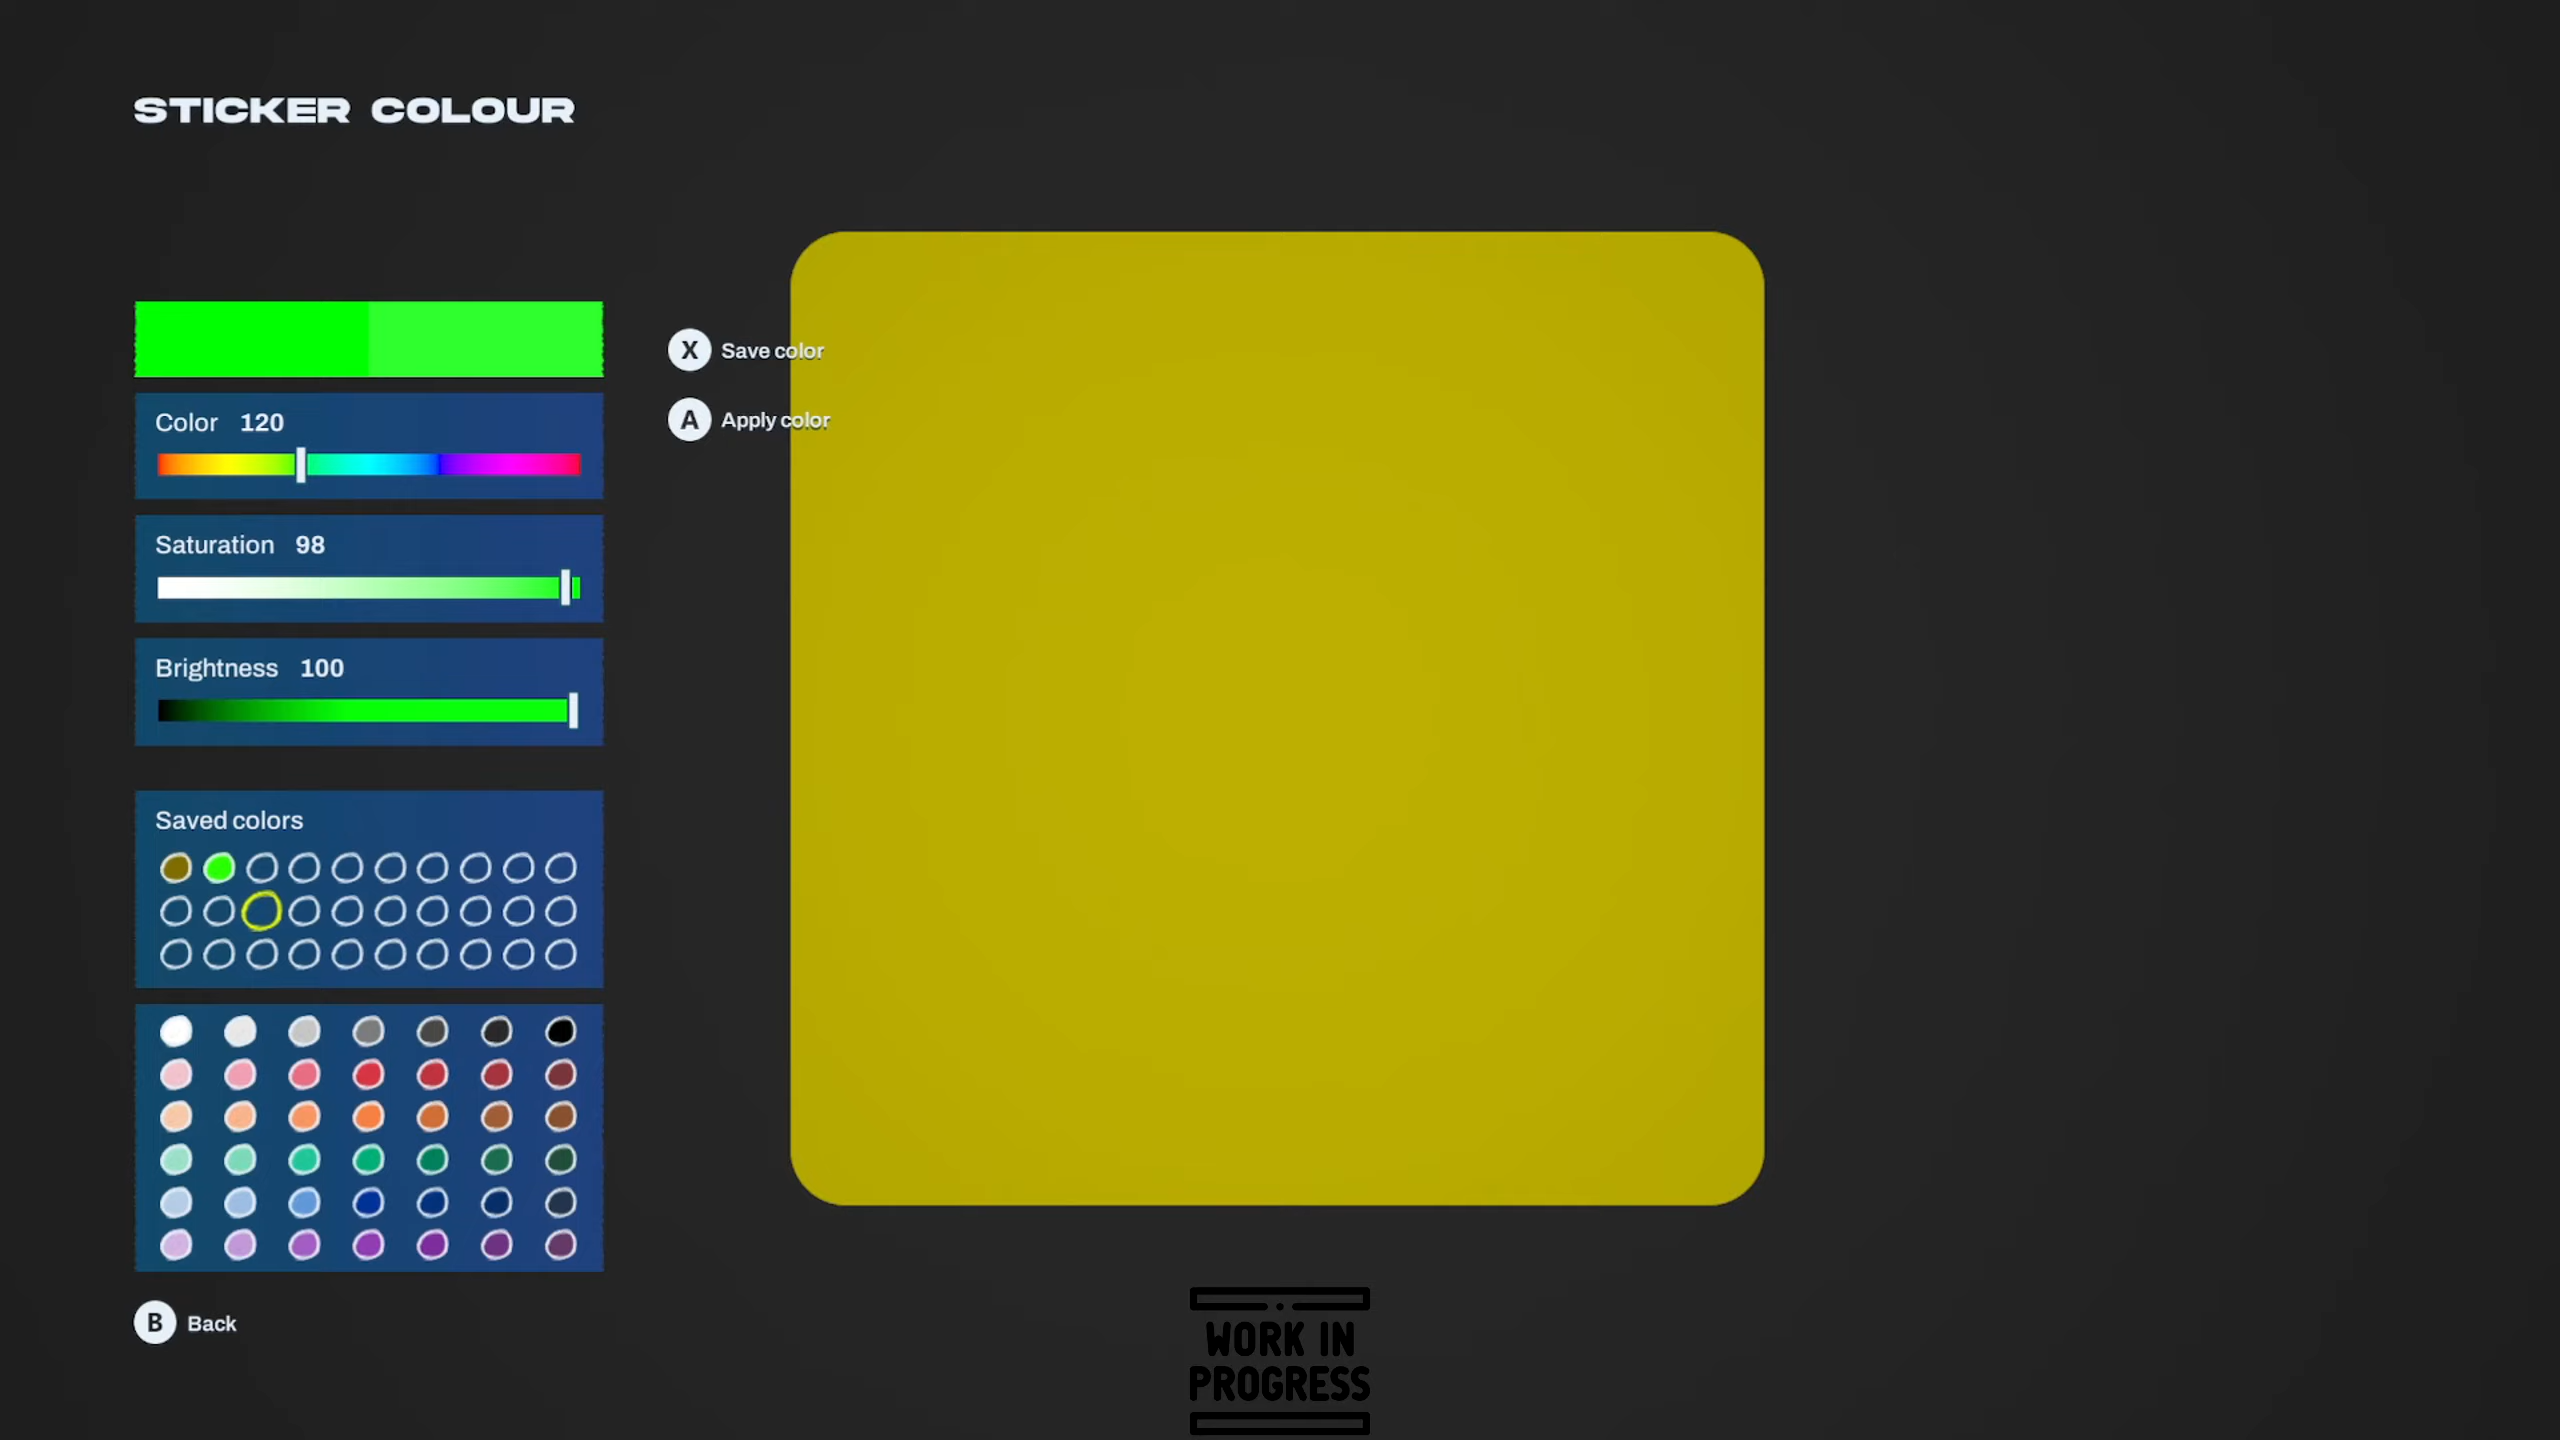 STICKER COLOUR
X Save color
A Apply color
Color 120
Saturation 98
Brightness 100
Saved colors
B Back
WORK IN
PROGRESS